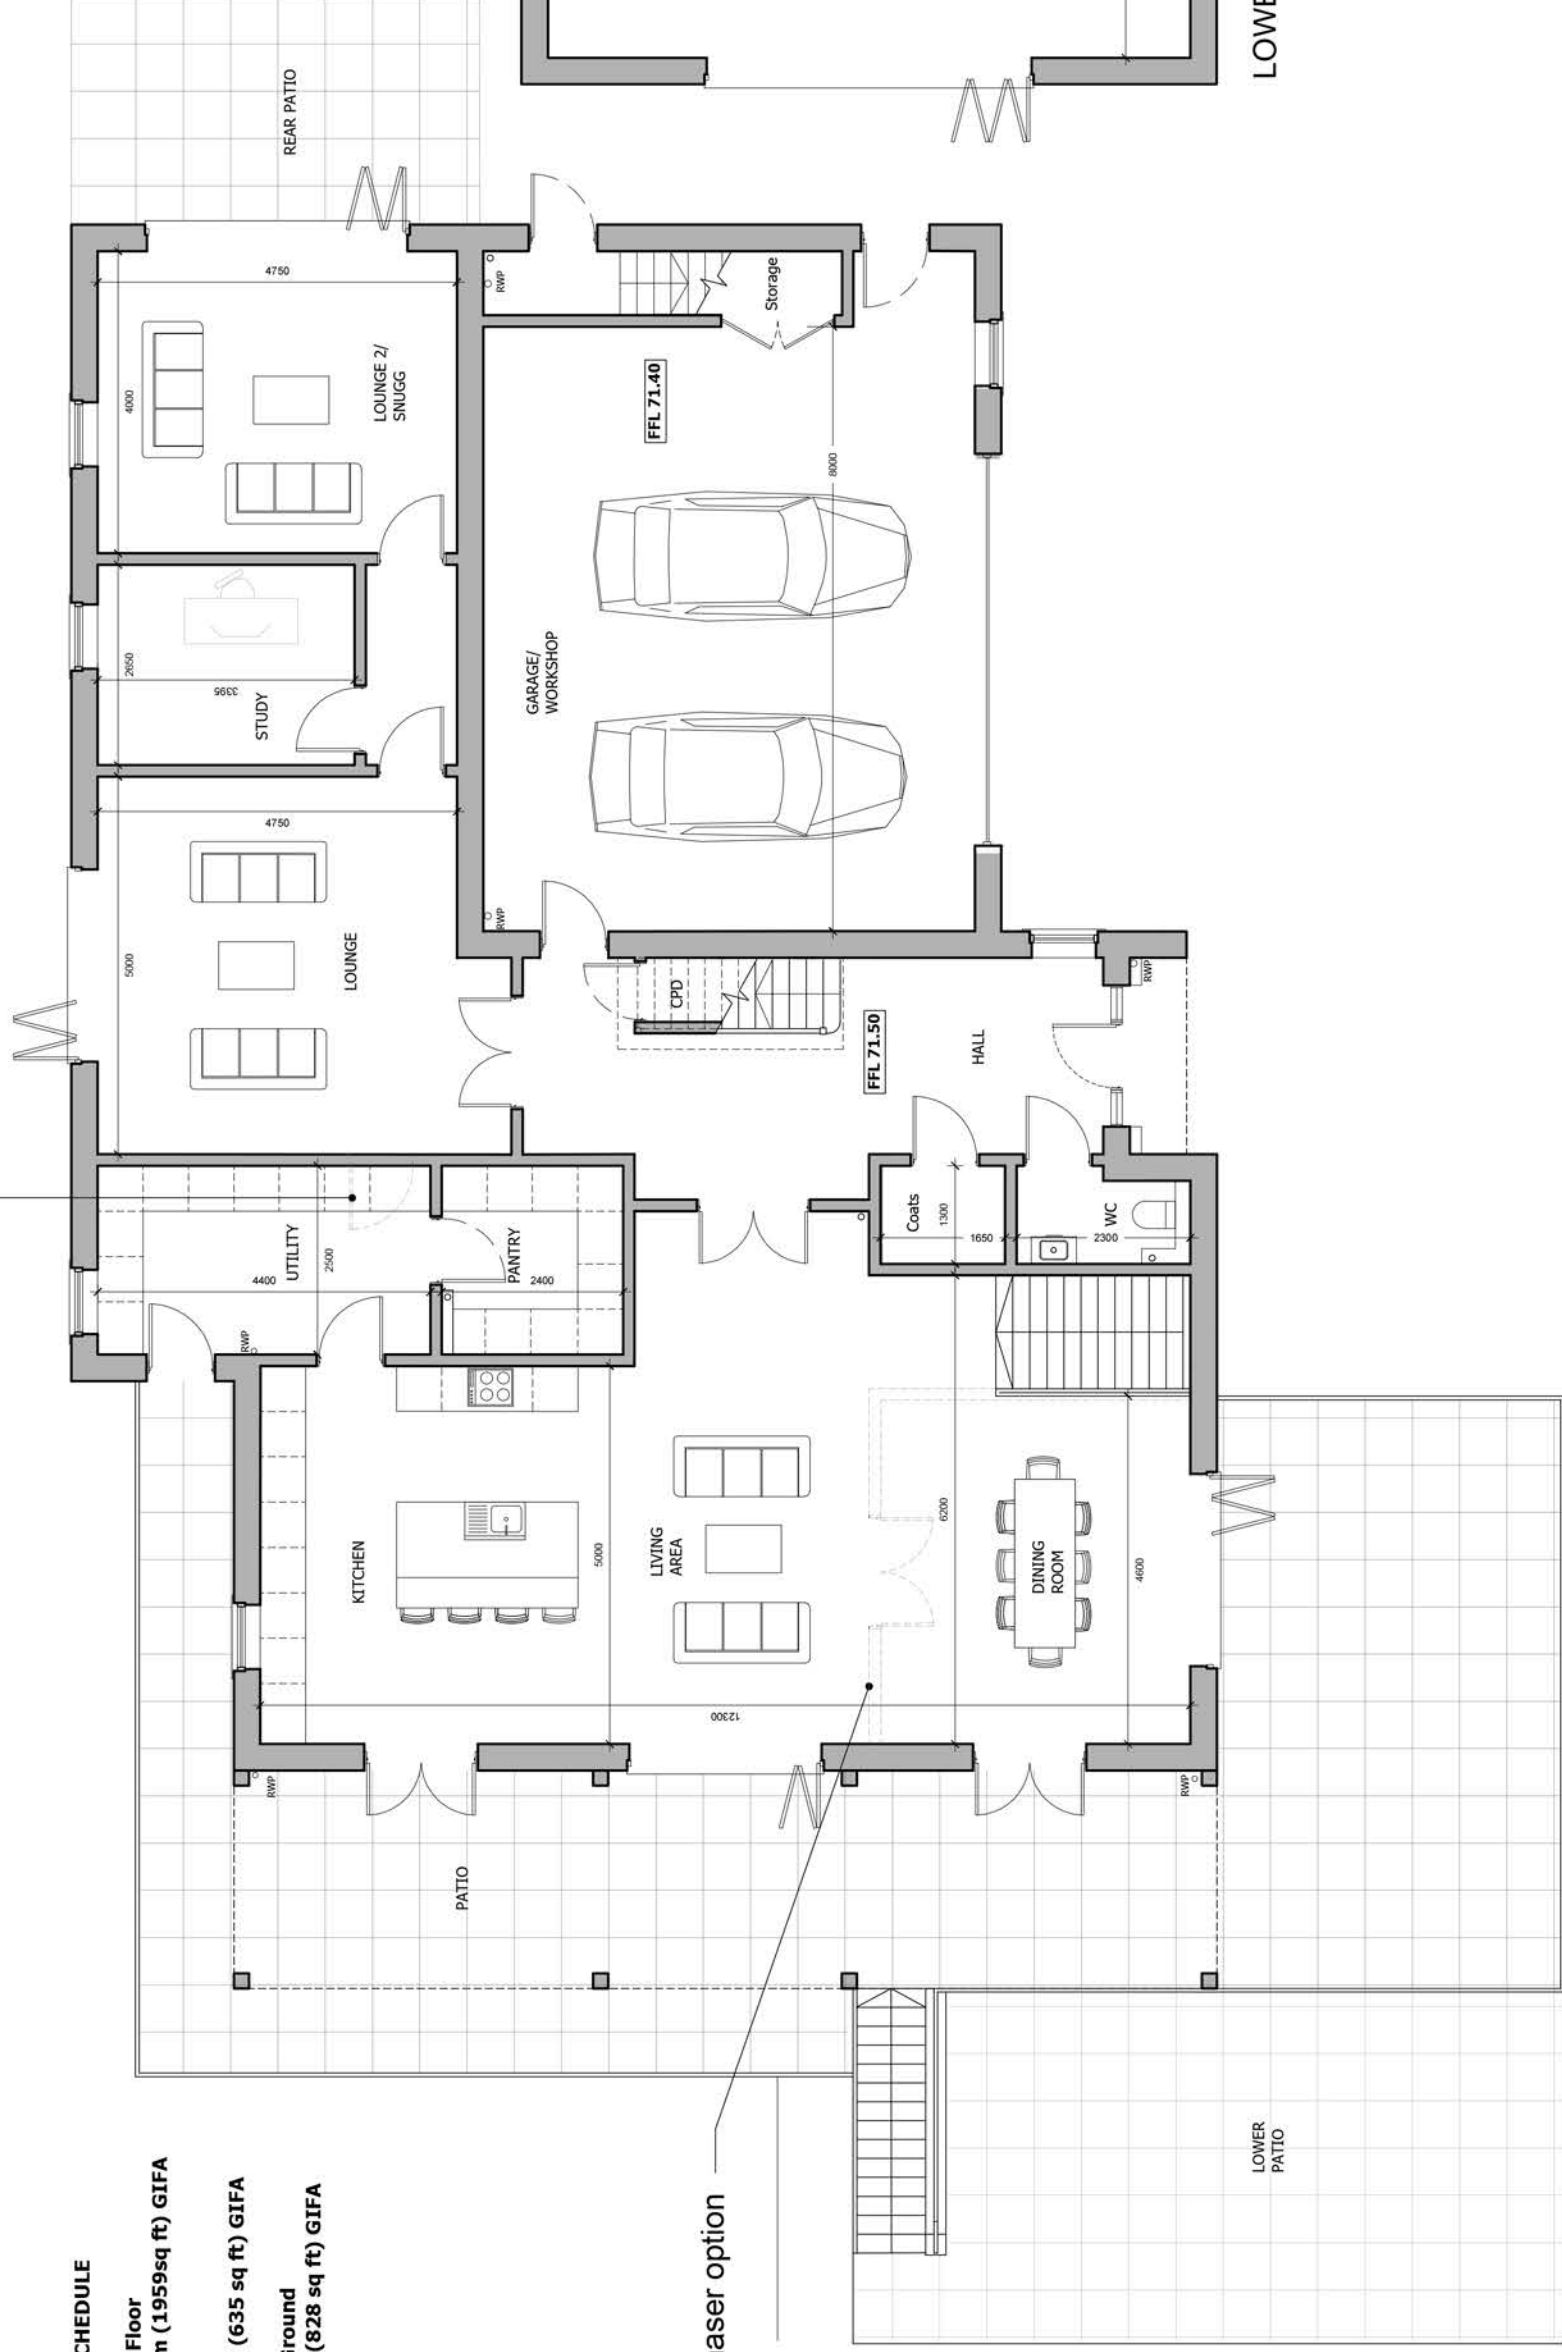 CHEDULE
Floor
m (1959sq ft) GIFA
(635 sq ft) GIFA
Ground
(828 sq ft) GIFA
aser option
PATIO
LOWER
PATIO
RWP
RWP
12300
KITCHEN
5000
LIVING
AREA
6200
DINING
ROOM
4600
RWP
4400
UTILITY
2500
PANTRY
2400
Coats
1300
1650
WC
2300
LOUNGE
5000
4750
CPD
FFL 71.50
HALL
RWP
RWP
STUDY
3395
2650
GARAGE/
WORKSHOP
8000
FFL 71.40
LOUNGE 2/
SNUGG
4000
4750
RWP
Storage
REAR PATIO
LOWE